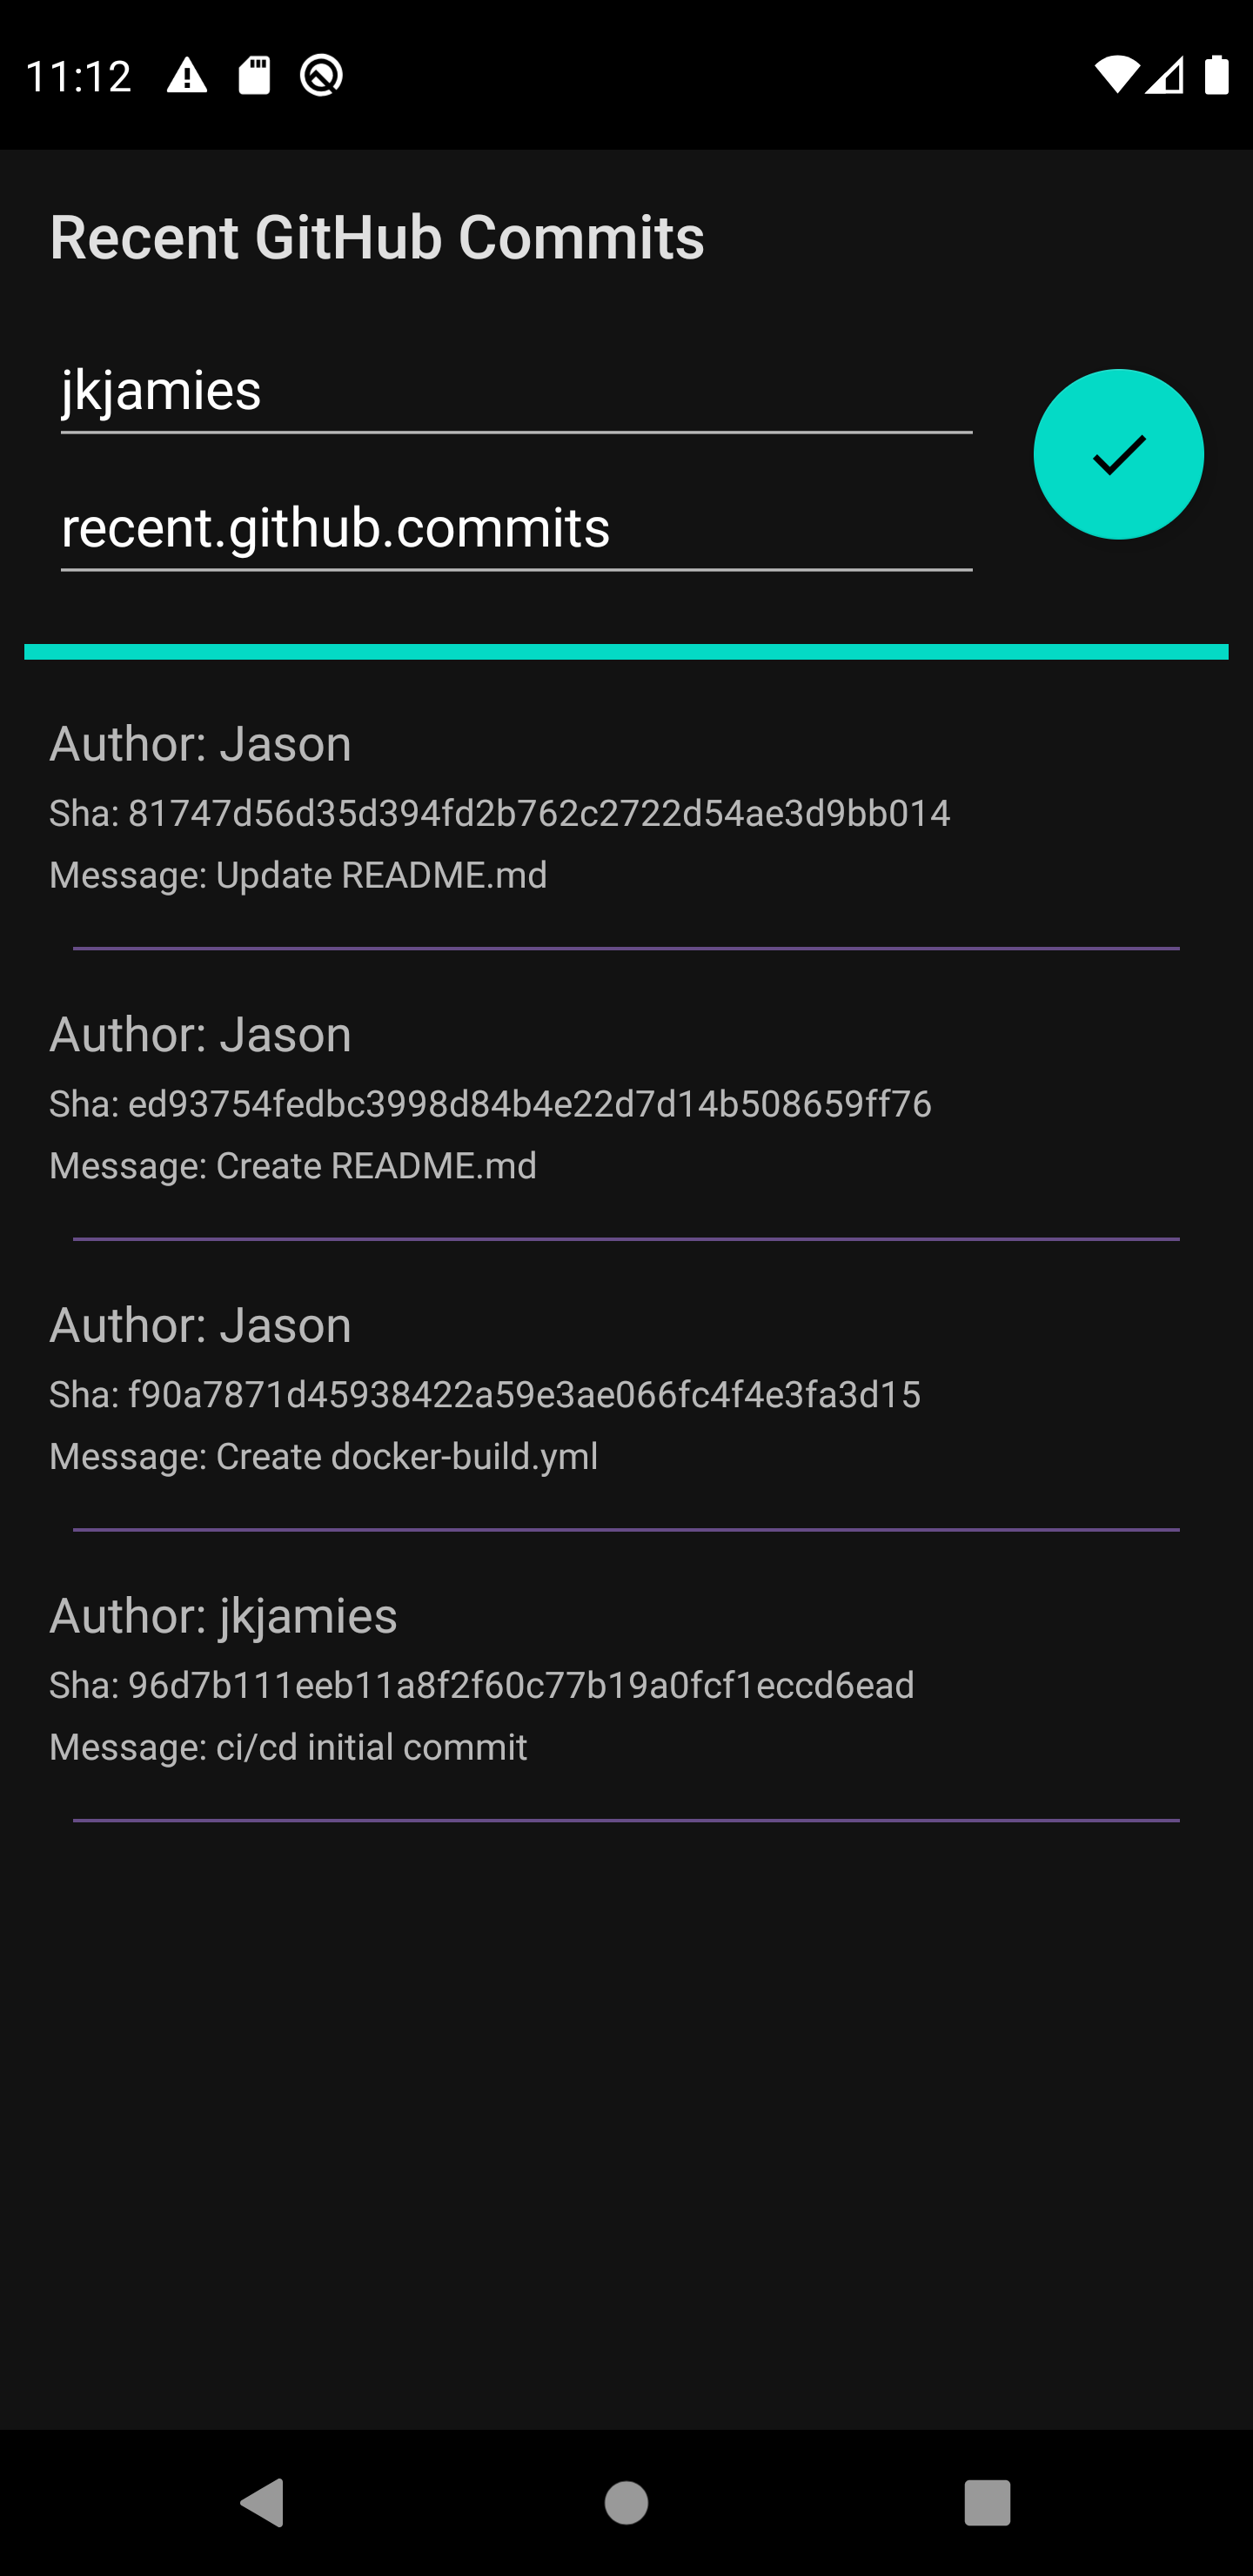 11:12
Recent GitHub Commits
jkjamies
recent.github.commits
Author: Jason
Sha: 81747d56d35d394fd2b762c2722d54ae3d9bb014
Message: Update README.md
Author: Jason
Sha: ed93754fedbc3998d84b4e22d7d14b508659ff76
Message: Create README.md
Author: Jason
Sha: f90a7871d45938422a59e3ae066fc4f4e3fa3d15
Message: Create docker-build.yml
Author: jkjamies
Sha: 96d7b111eeb11a8f2f60c77b19a0fcf1eccd6ead
Message: ci/cd initial commit